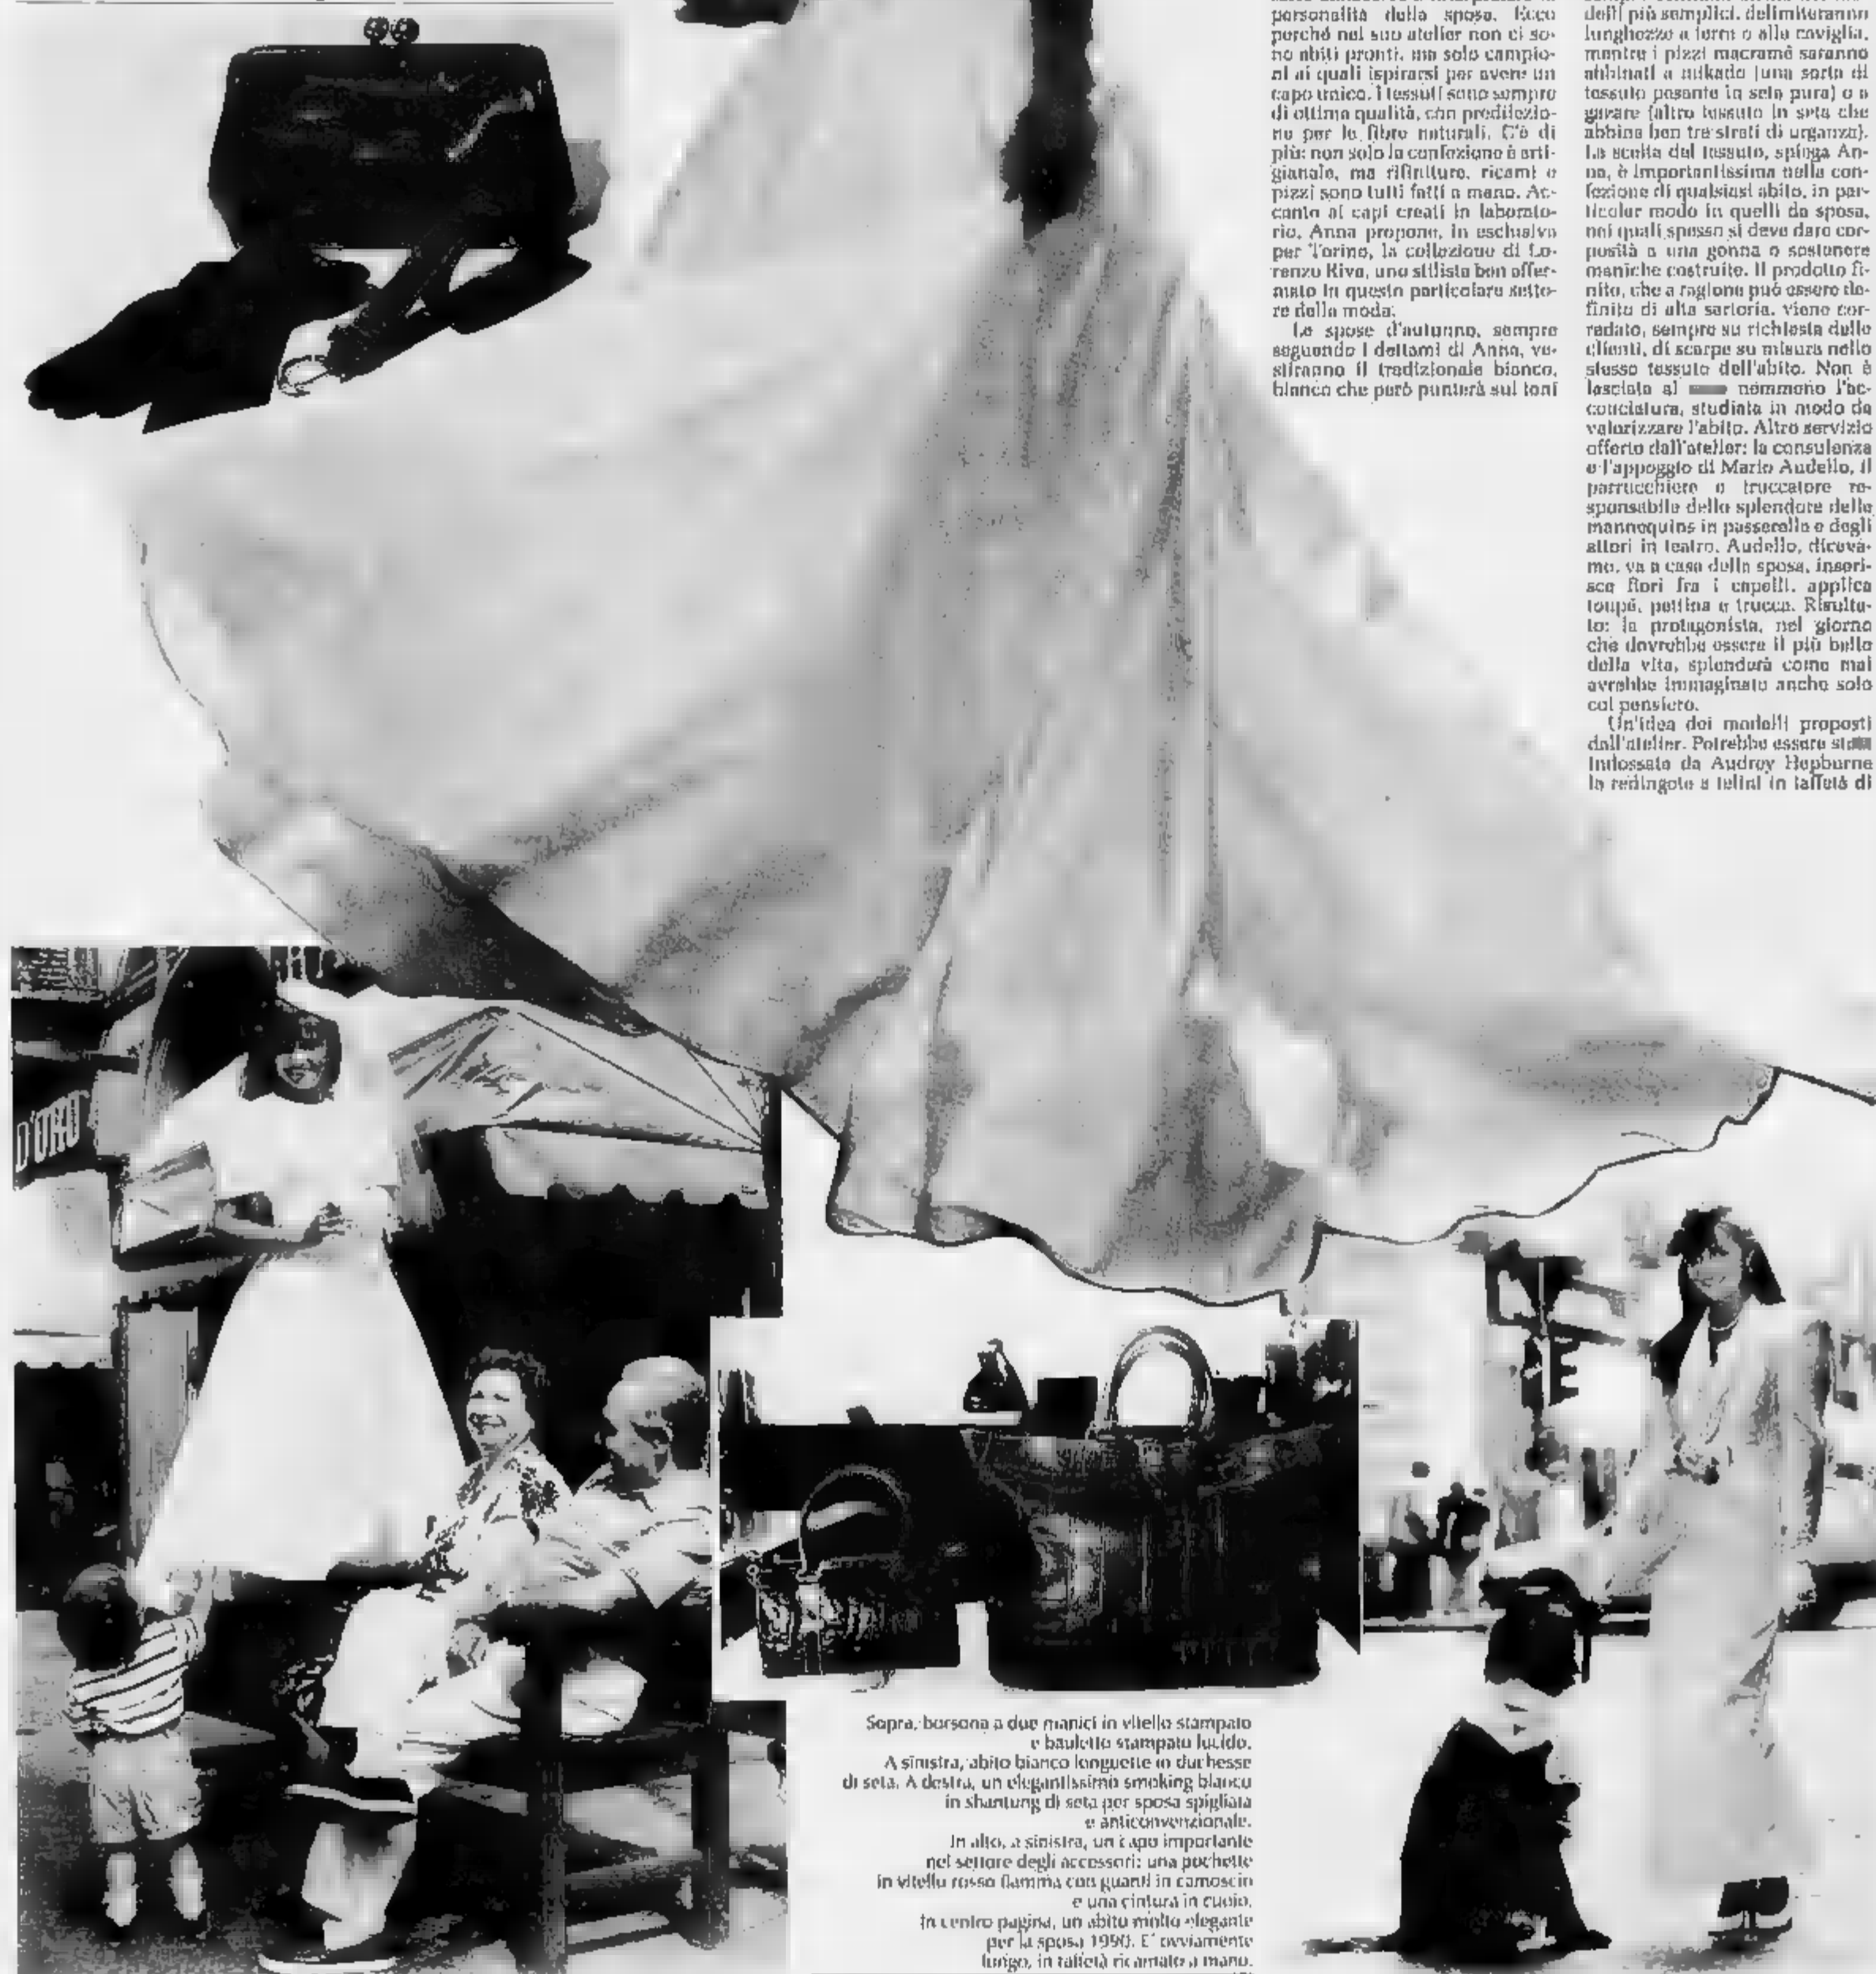 personalità della sposa. Ecco
perché nel suo atelier non ci so-
no abiti pronti, ma solo campio-
ni ai quali ispirarsi per avere un
capo unico. I tessuti sono sempre
di ottima qualità, con predilezio-
ne per le fibre naturali. C'è di
più: non solo la confezione è arti-
gianale, ma rifiniture, ricami e
pizzi sono tutti fatti a mano. Ac-
canto ai capi creati in laborato-
rio, Anna propone, in esclusiva
per Torino, la collezione di Lo-
renzo Riva, uno stilista ben affer-
mato in questo particolare setto-
re della moda.
Le spose d'autunno, sempre
seguendo i dettami di Anna, ve-
stiranno il tradizionale bianco,
bianco che però punterà sui toni
delli più semplici, delimiteranno
lunghezze a terra o alla caviglia,
mentre i pizzi macramé saranno
abbinati a mikado (una sorta di
tessuto pesante in seta pura) o a
gazare (altro tessuto in seta che
abbina ben tre strati di organza).
La scelta del tessuto, spiega An-
na, è importantissima nella con-
fezione di qualsiasi abito, in par-
ticolar modo in quelli da sposa,
nei quali spesso si deve dare cor-
posità a una gonna o sostenere
maniche costruite. Il prodotto fi-
nito, che a ragione può essere de-
finito di alta sartoria, viene cor-
redato, sempre su richiesta delle
clienti, di scarpe su misura nello
stesso tessuto dell'abito. Non è
lasciata al nemmeno l'ac-
conciatura, studiata in modo da
valorizzare l'abito. Altro servizio
offerto dall'atelier: la consulenza
e l'appoggio di Mario Audello, il
parrucchiere e truccatore re-
sponsabile dello splendore delle
mannequins in passerella e degli
attori in teatro. Audello, diceva-
mo, va a casa della sposa, inseri-
sce fiori fra i capelli, applica
toupé, pettina e trucca. Risulta-
to: la protagonista, nel giorno
che dovrebbe essere il più bello
della vita, splenderà come mai
avrebbe immaginato anche solo
col pensiero.
Un'idea dei modelli proposti
dall'atelier. Potrebbe essere
indossata da Audrey Hepburne
la redingote a telini in taffetà di
D'ORO
Sopra, borsona a due manici in vitello stampato
e bauletto stampato lucido.
A sinistra, abito bianco longuette in duchesse
di seta. A destra, un elegantissimo smoking bianco
in shantung di seta per sposa spigliata
e anticonvenzionale.
In alto, a sinistra, un capo importante
nel settore degli accessori: una pochette
in vitello rosso fiamma con guanti in camoscio
e una cintura in cuoio.
In centro pagina, un abito molto elegante
per la sposa 1990. E' ovviamente
lungo, in taffetà ricamato a mano.